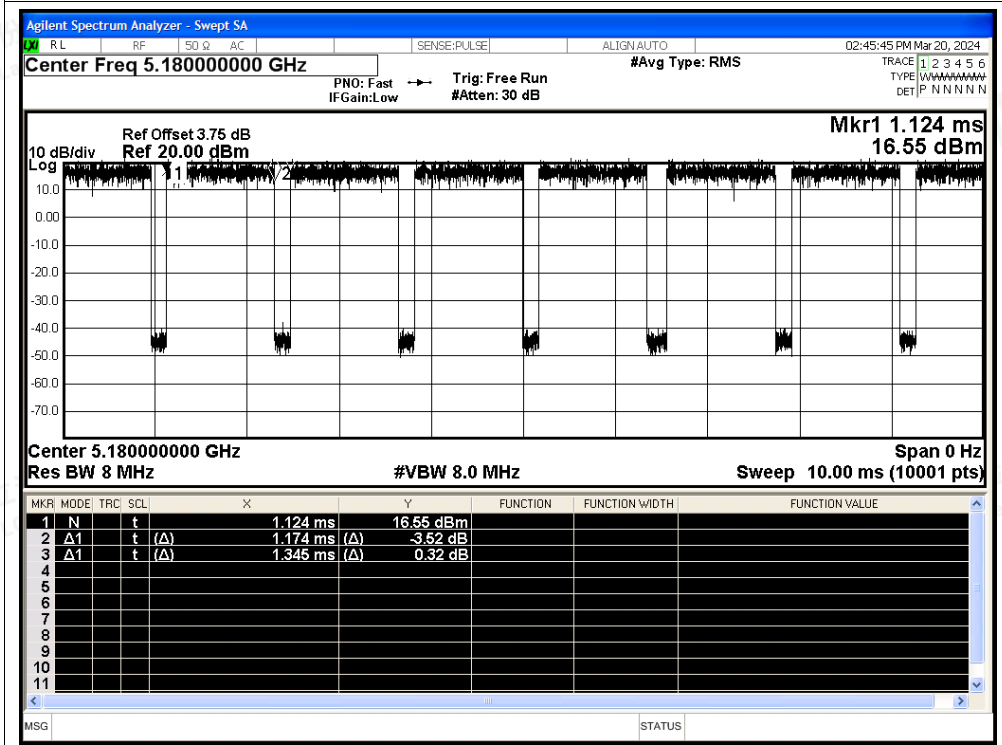 Agilent Spectrum Analyzer - Swept SA
LXI RL RF 50 Ω AC SENSE:PULSE ALIGN AUTO 02:45:45 PM Mar 20, 2024
Center Freq 5.180000000 GHz
#Avg Type: RMS
TRACE 1 2 3 4 5 6
TYPE
DET P N N N N N
PNO: Fast
IFGain:Low
Trig: Free Run
#Atten: 30 dB
Mkr1 1.124 ms
16.55 dBm
Ref Offset 3.75 dB
Ref 20.00 dBm
10 dB/div
Log
1
2
10.0
0.00
-10.0
-20.0
-30.0
-40.0
-50.0
-60.0
-70.0
Center 5.180000000 GHz Span 0 Hz
Res BW 8 MHz #VBW 8.0 MHz Sweep 10.00 ms (10001 pts)
MKR MODE TRC SCL X Y FUNCTION FUNCTION WIDTH FUNCTION VALUE
1 N t 1.124 ms 16.55 dBm
2 Δ1 t (Δ) 1.174 ms (Δ) -3.52 dB
3 Δ1 t (Δ) 1.345 ms (Δ) 0.32 dB
4
5
6
7
8
9
10
11
MSG STATUS